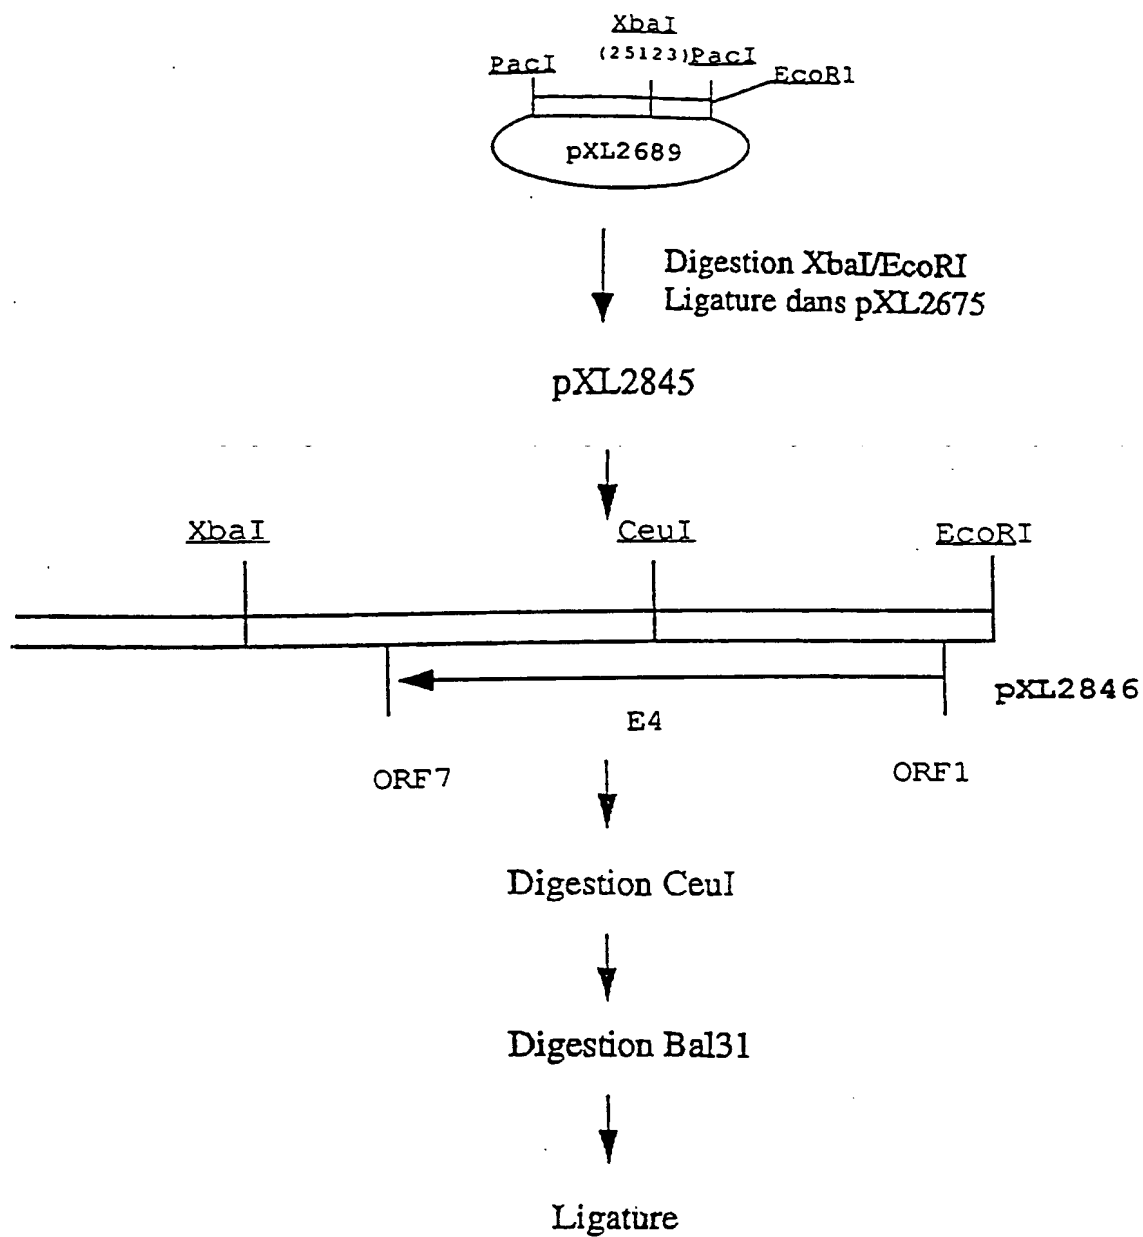 XbaI
(25123)
PacI
PacI
EcoR1
pXL2689
Digestion XbaI/EcoRI
Ligature dans pXL2675
pXL2845
XbaI
CeuI
EcoRI
pXL2846
E4
ORF7
ORF1
Digestion CeuI
Digestion Bal31
Ligature